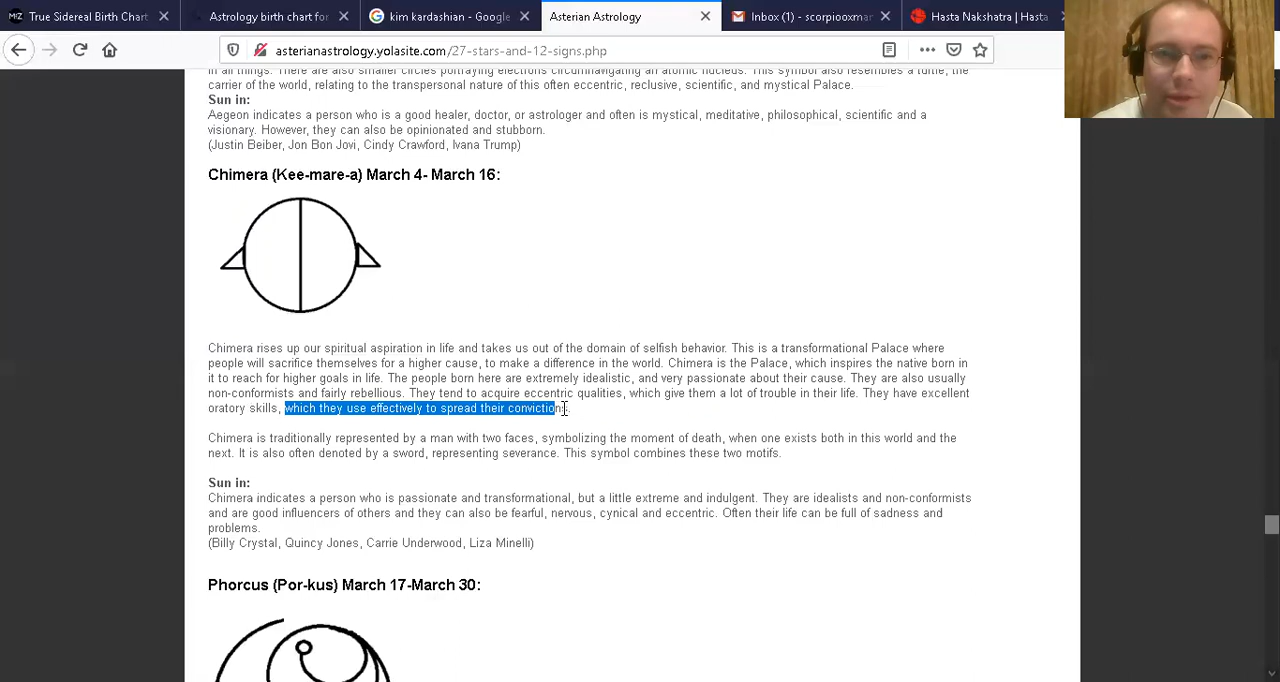 True Sidereal Birth Chart
Astrology birth chart for
kim kardashian - Google
Asterian Astrology
Inbox (1) - scorpiooxmar
Hasta Nakshatra | Hasta
asterianastrology.yolasite.com/27-stars-and-12-signs.php
in all things. There are also smaller circles portraying electrons circumnavigating an atomic nucleus. This symbol also resembles a turtle, the
carrier of the world, relating to the transpersonal nature of this often eccentric, reclusive, scientific, and mystical Palace.
Sun in:
Aegeon indicates a person who is a good healer, doctor, or astrologer and often is mystical, meditative, philosophical, scientific and a
visionary. However, they can also be opinionated and stubborn.
(Justin Beiber, Jon Bon Jovi, Cindy Crawford, Ivana Trump)
Chimera (Kee-mare-a) March 4- March 16:
Chimera rises up our spiritual aspiration in life and takes us out of the domain of selfish behavior. This is a transformational Palace where
people will sacrifice themselves for a higher cause, to make a difference in the world. Chimera is the Palace, which inspires the native born in
it to reach for higher goals in life. The people born here are extremely idealistic, and very passionate about their cause. They are also usually
non-conformists and fairly rebellious. They tend to acquire eccentric qualities, which give them a lot of trouble in their life. They have excellent
oratory skills, which they use effectively to spread their convictions.
Chimera is traditionally represented by a man with two faces, symbolizing the moment of death, when one exists both in this world and the
next. It is also often denoted by a sword, representing severance. This symbol combines these two motifs.
Sun in:
Chimera indicates a person who is passionate and transformational, but a little extreme and indulgent. They are idealists and non-conformists
and are good influencers of others and they can also be fearful, nervous, cynical and eccentric. Often their life can be full of sadness and
problems.
(Billy Crystal, Quincy Jones, Carrie Underwood, Liza Minelli)
Phorcus (Por-kus) March 17-March 30: